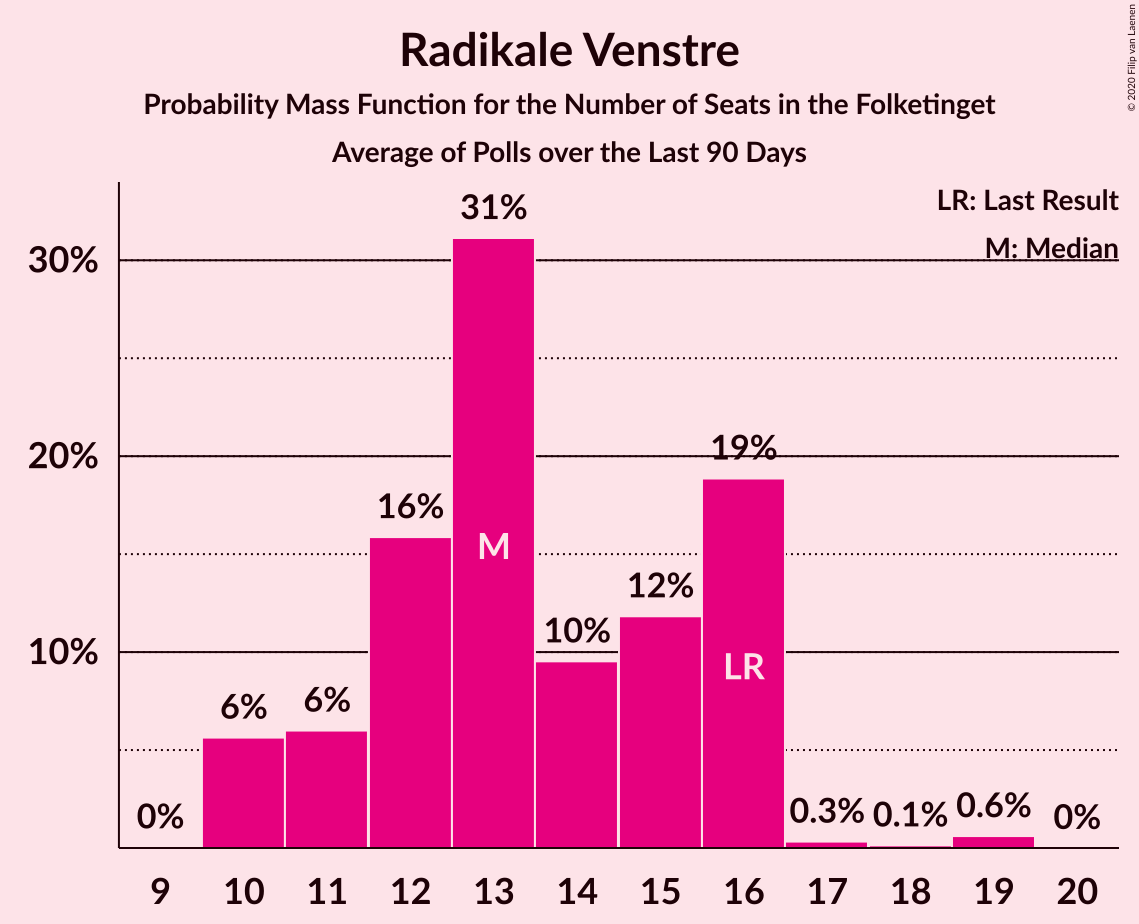 Radikale Venstre
Probability Mass Function for the Number of Seats in the Folketinget
Average of Polls over the Last 90 Days
© 2020 Filip van Laenen
LR: Last Result
M: Median
30%
20%
10%
0%
6%
6%
16%
31%
M
10%
12%
19%
LR
0.3%
0.1%
0.6%
0%
9 10 11 12 13 14 15 16 17 18 19 20